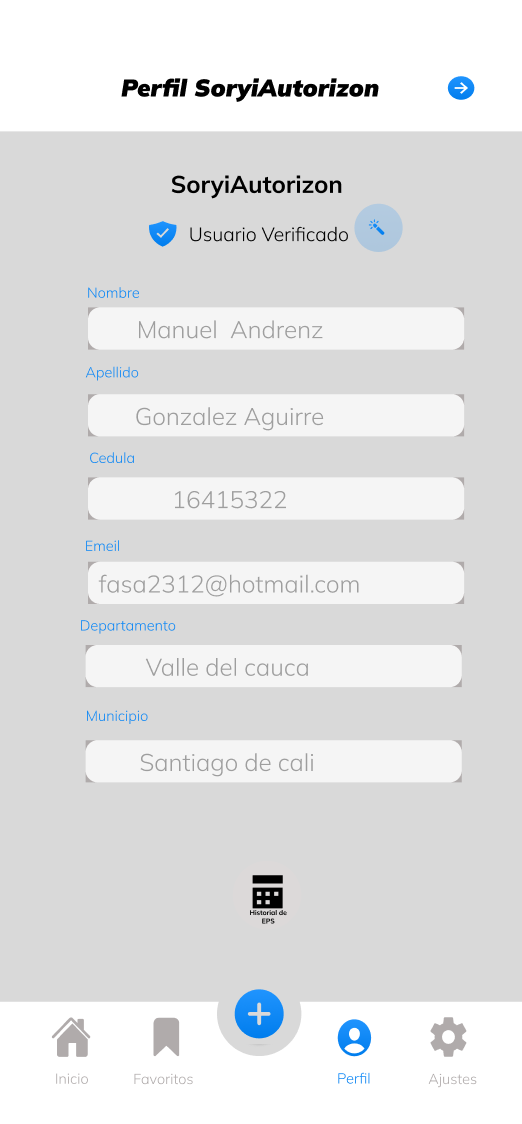 Perfil SoryiAutorizon
SoryiAutorizon
Usuario Verificado
Nombre
Manuel Andrenz
Apellido
Gonzalez Aguirre
Cedula
16415322
Emeil
fasa2312@hotmail.com
Departamento
Valle del cauca
Municipio
Santiago de cali
Historial de
EPS
Inicio
Favoritos
Perfil
Ajustes